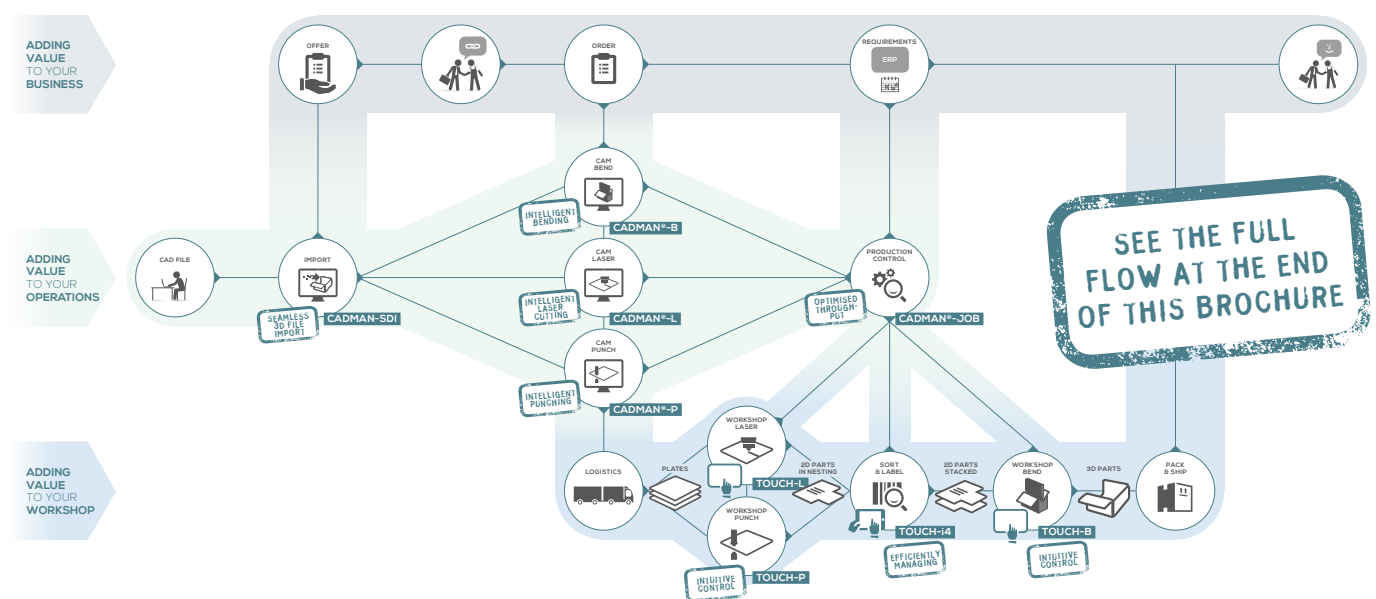 ADDING
VALUE
TO YOUR
BUSINESS
OFFER
ORDER
REQUIREMENTS
ERP
CAM
BEND
INTELLIGENT
BENDING
CADMAN®-B
ADDING
VALUE
TO YOUR
OPERATIONS
CAD FILE
IMPORT
SEAMLESS
3D FILE
IMPORT
CADMAN-SDI
CAM
LASER
INTELLIGENT
LASER
CUTTING
CADMAN®-L
PRODUCTION
CONTROL
OPTIMISED
THROUGH-
PUT
CADMAN®-JOB
SEE THE FULL
FLOW AT THE END
OF THIS BROCHURE
CAM
PUNCH
INTELLIGENT
PUNCHING
CADMAN®-P
ADDING
VALUE
TO YOUR
WORKSHOP
LOGISTICS
PLATES
WORKSHOP
LASER
TOUCH-L
WORKSHOP
PUNCH
INTUITIVE
CONTROL
TOUCH-P
2D PARTS
IN NESTING
SORT
& LABEL
TOUCH-i4
EFFICIENTLY
MANAGING
2D PARTS
STACKED
WORKSHOP
BEND
TOUCH-B
INTUITIVE
CONTROL
3D PARTS
PACK
& SHIP